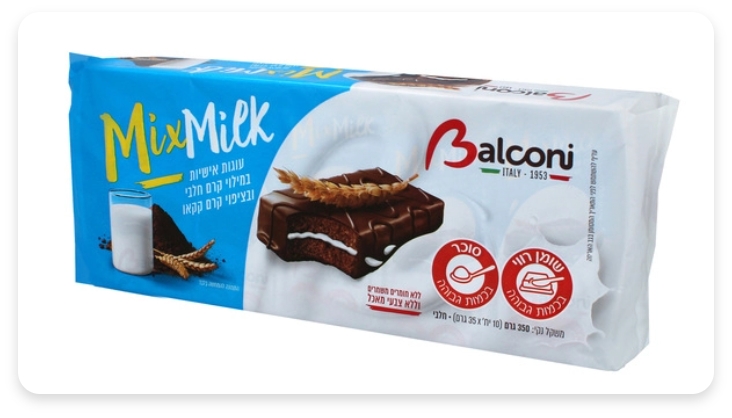 MixMilk
עוגות אישיות
במילוי קרם חלבי
ובציפוי קרם קקאו
Balconi
ITALY - 1953
סוכר
בכמות גבוהה
שומן רווי
בכמות גבוהה
ללא חומרים משמרים
וללא צבעי מאכל
משקל נקי: 350 גרם (10 יח' x 35 גרם) • חלבי